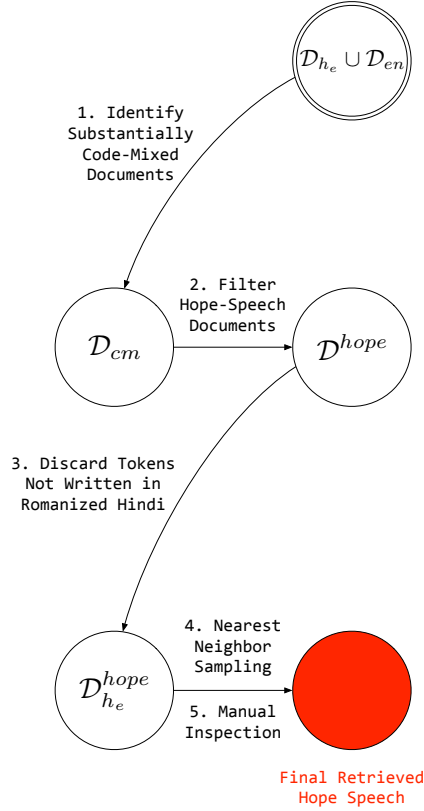 𝒟_{h_e} ∪ 𝒟_{en}
1. Identify
Substantially
Code-Mixed
Documents
2. Filter
Hope-Speech
Documents
𝒟_{cm}
𝒟^{hope}
3. Discard Tokens
Not Written in
Romanized Hindi
4. Nearest
Neighbor
Sampling
𝒟_{h_e}^{hope}
5. Manual
Inspection
Final Retrieved
Hope Speech